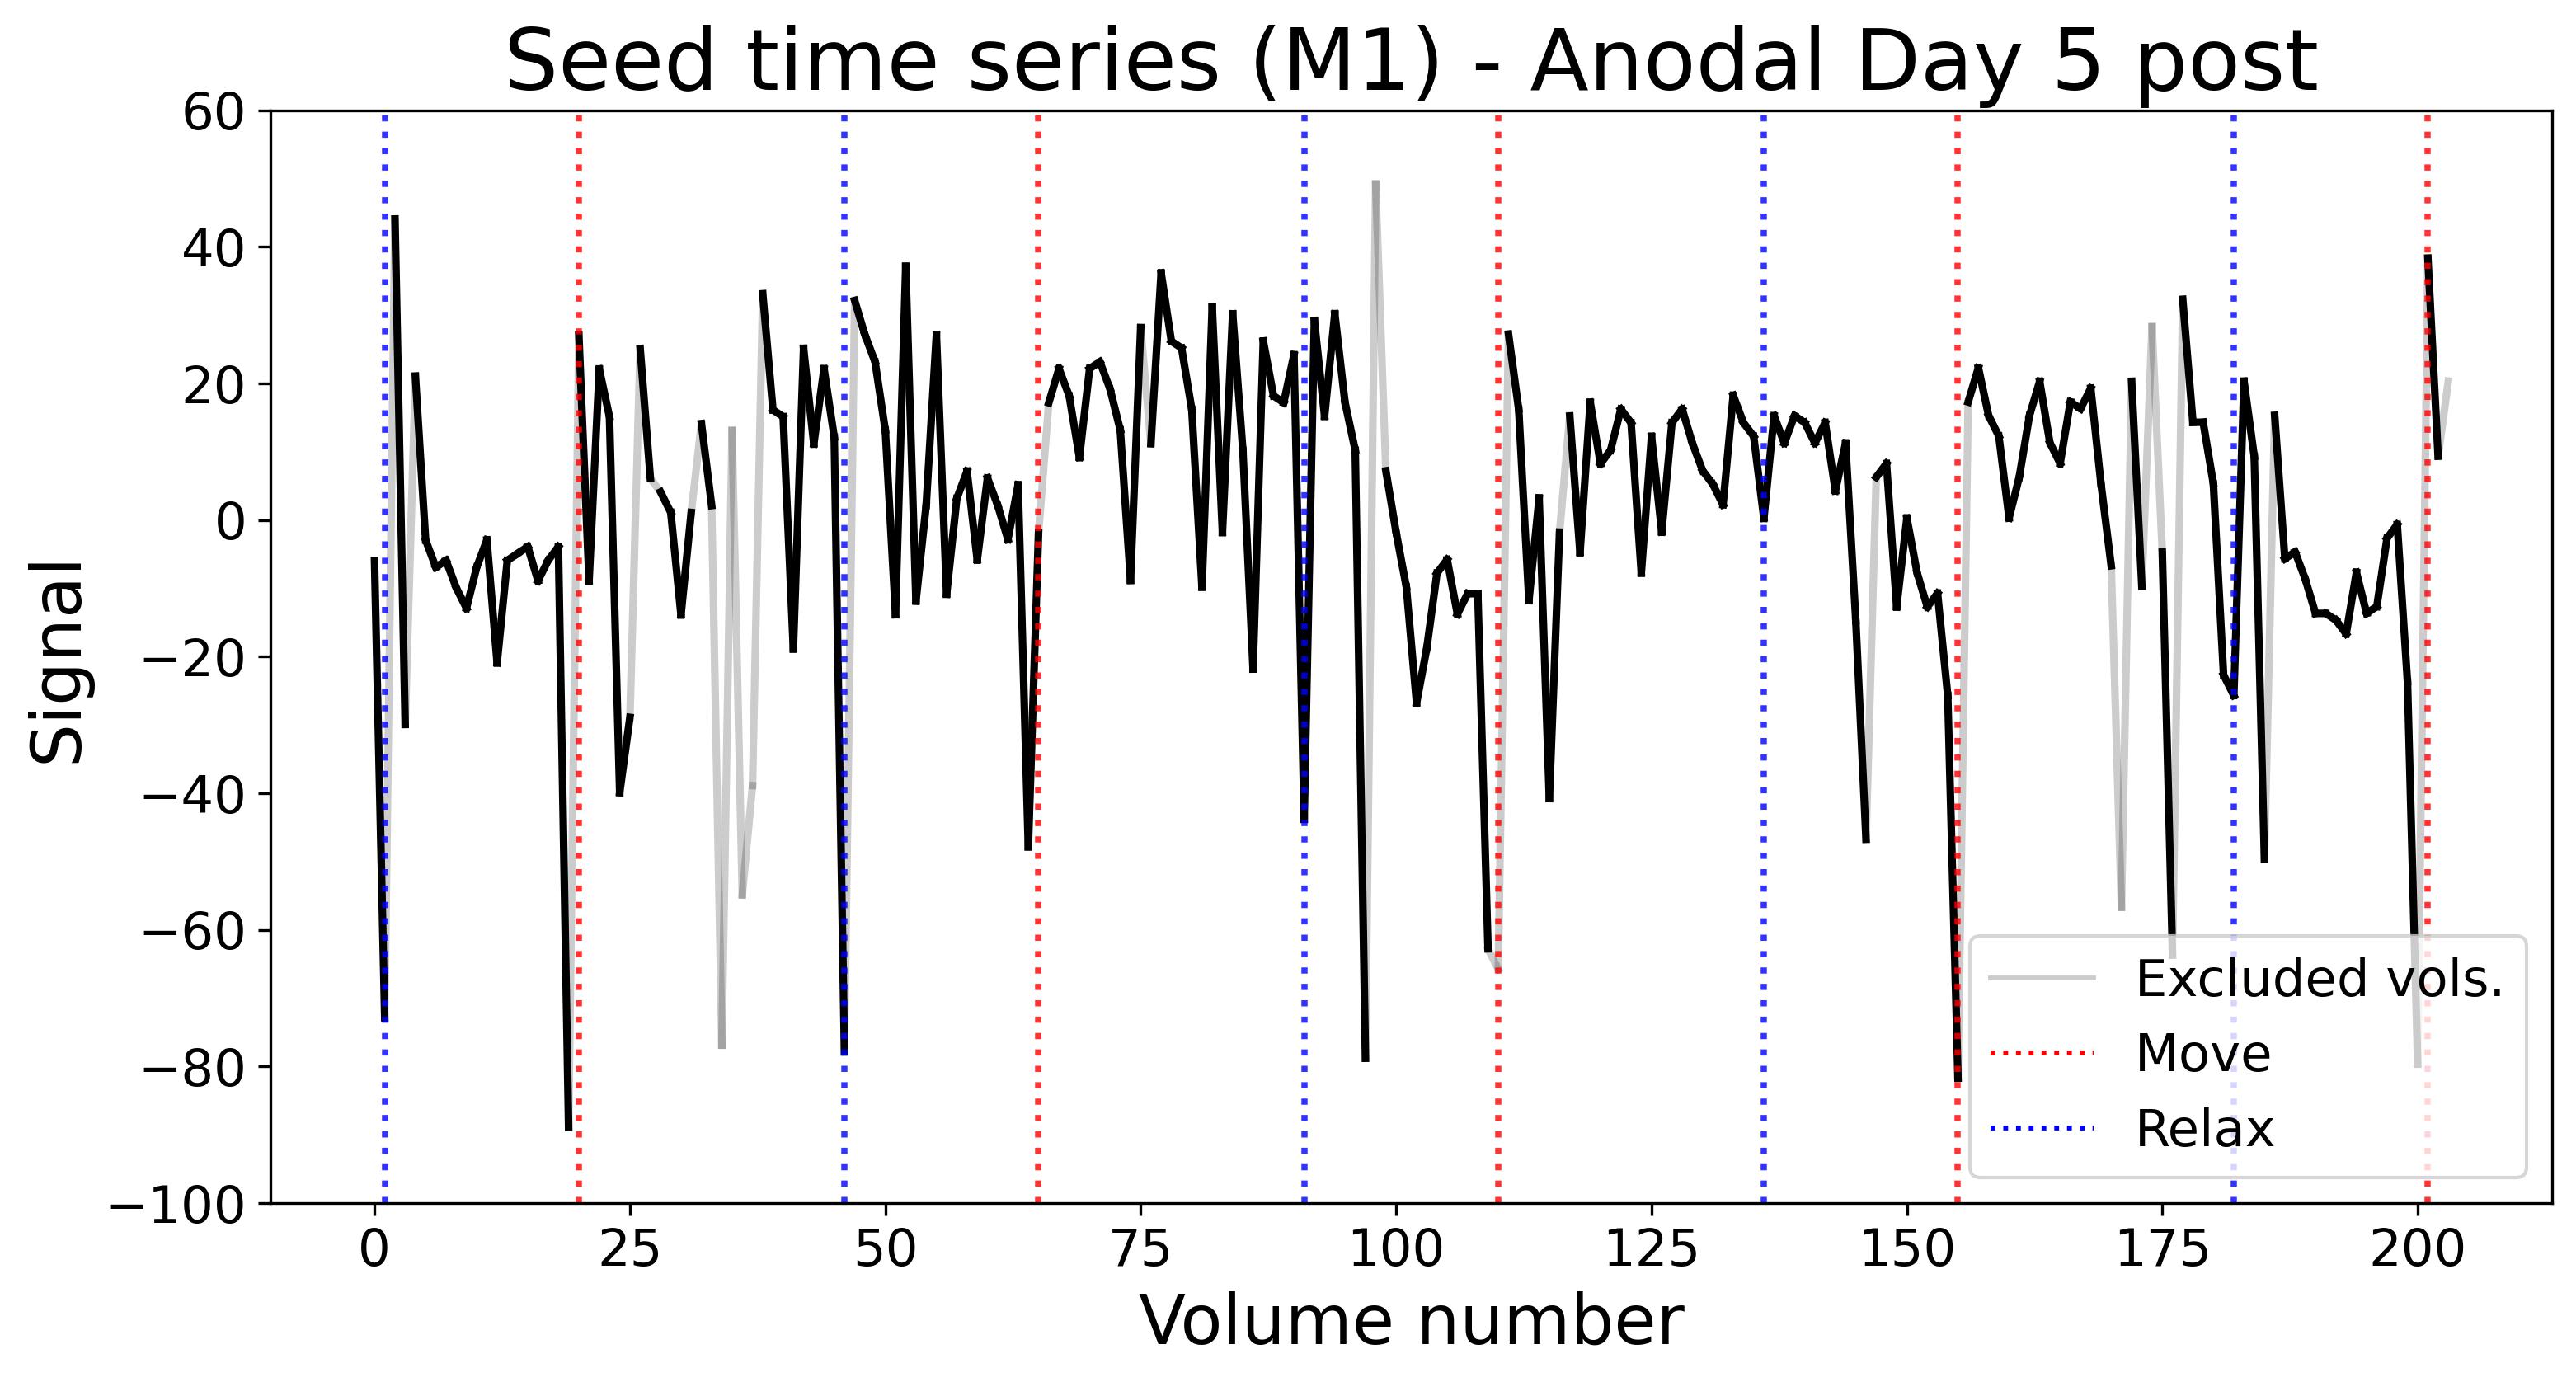 Seed time series (M1) - Anodal Day 5 post
60
40
20
0
−20
−40
−60
−80
−100
Signal
0 25 50 75 100 125 150 175 200
Volume number
Excluded vols.
Move
Relax